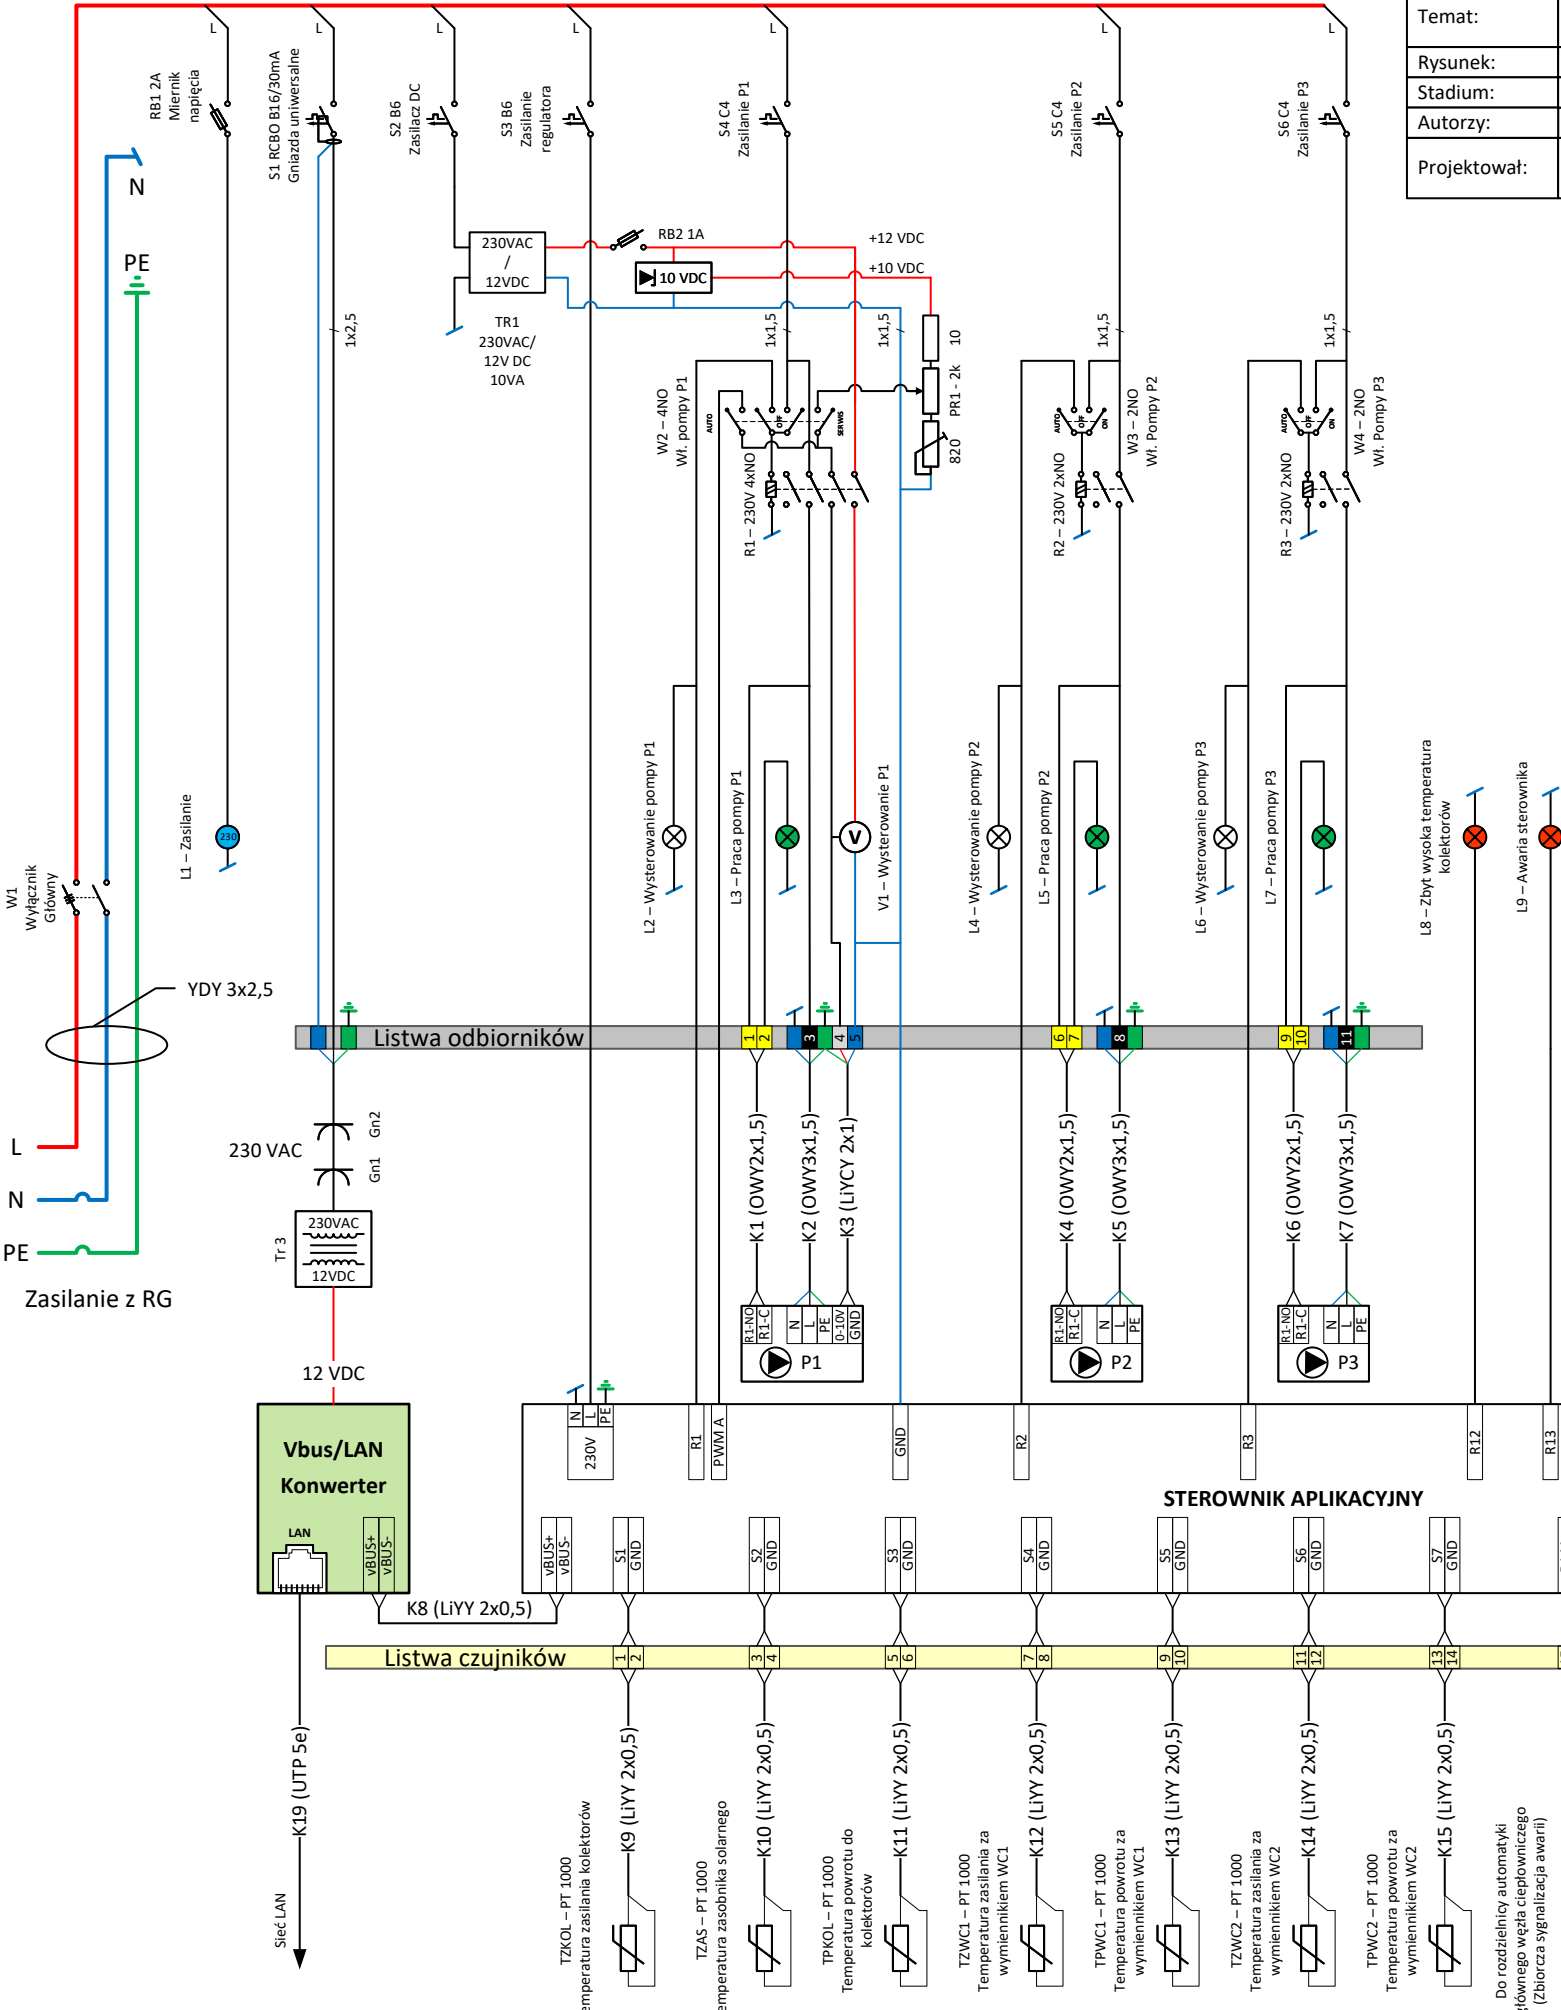 Temat:
Rysunek:
Stadium:
Autorzy:
Projektował:
L
L
L
L
L
L
L
RB1 2A
Miernik
napięcia
S1 RCBO B16/30mA
Gniazda uniwersalne
S2 B6
Zasilacz DC
S3 B6
Zasilanie
regulatora
S4 C4
Zasilanie P1
S5 C4
Zasilanie P2
S6 C4
Zasilanie P3
N
PE
230VAC
/
12VDC
RB2 1A
10 VDC
+12 VDC
+10 VDC
TR1
230VAC/
12V DC
10VA
1x2,5
1x1,5
1x1,5
1x1,5
1x1,5
10
PR1 - 2k
820
W2 – 4NO
Wł. pompy P1
AUTO
OFF
SERWIS
R1 – 230V 4xNO
W3 – 2NO
Wł. Pompy P2
AUTO
OFF
ON
R2 – 230V 2xNO
W4 – 2NO
Wł. Pompy P3
AUTO
OFF
ON
R3 – 230V 2xNO
W1
Wyłącznik
Główny
L1 – Zasilanie
230
L2 – Wysterowanie pompy P1
L3 – Praca pompy P1
V
V1 – Wysterowanie P1
L4 – Wysterowanie pompy P2
L5 – Praca pompy P2
L6 – Wysterowanie pompy P3
L7 – Praca pompy P3
L8 – Zbyt wysoka temperatura
kolektorów
L9 – Awaria sterownika
YDY 3x2,5
Listwa odbiorników
1
2
3
4
5
6
7
8
9
10
11
L
N
PE
Zasilanie z RG
230 VAC
Gn2
Gn1
Tr 3
230VAC
12VDC
12 VDC
K1 (OWY2x1,5)
K2 (OWY3x1,5)
K3 (LiYCY 2x1)
K4 (OWY2x1,5)
K5 (OWY3x1,5)
K6 (OWY2x1,5)
K7 (OWY3x1,5)
R1-NO
R1-C
N
L
PE
0-10V
GND
P1
R1-NO
R1-C
N
L
PE
P2
R1-NO
R1-C
N
L
PE
P3
Vbus/LAN
Konwerter
LAN
vBUS+
vBUS-
N
L
PE
230V
R1
PWM A
GND
R2
R3
R12
R13
STEROWNIK APLIKACYJNY
vBUS+
vBUS-
S1
GND
S2
GND
S3
GND
S4
GND
S5
GND
S6
GND
S7
GND
K8 (LiYY 2x0,5)
Listwa czujników
1
2
3
4
5
6
7
8
9
10
11
12
13
14
K19 (UTP 5e)
Sieć LAN
K9 (LiYY 2x0,5)
K10 (LiYY 2x0,5)
K11 (LiYY 2x0,5)
K12 (LiYY 2x0,5)
K13 (LiYY 2x0,5)
K14 (LiYY 2x0,5)
K15 (LiYY 2x0,5)
TZKOL – PT 1000
emperatura zasilania kolektorów
TZAS – PT 1000
emperatura zasobnika solarnego
TPKOL – PT 1000
Temperatura powrotu do
kolektorów
TZWC1 – PT 1000
Temperatura zasilania za
wymiennikiem WC1
TPWC1 – PT 1000
Temperatura powrotu za
wymiennikiem WC1
TZWC2 – PT 1000
Temperatura zasilania za
wymiennikiem WC2
TPWC2 – PT 1000
Temperatura powrotu za
wymiennikiem WC2
Do rozdzielnicy automatyki
głównego węzła ciepłowniczego
(Zbiorcza sygnalizacja awarii)